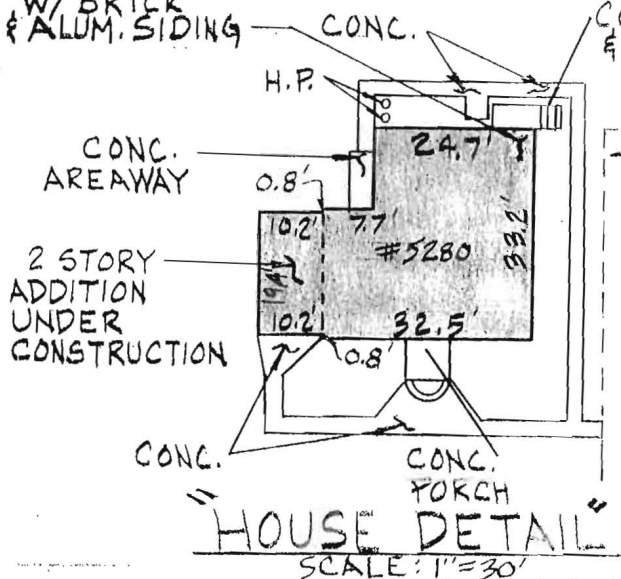 W/ BRICK
& ALUM. SIDING
CONC.
H.P.
CONC.
AREAWAY
0.8'
24.7'
10.2'
7.7'
33.2'
#5280
2 STORY
ADDITION
UNDER
CONSTRUCTION
10.2'
32.5'
0.8'
CONC.
CONC.
PORCH
"HOUSE DETAIL"
SCALE: 1"=30'